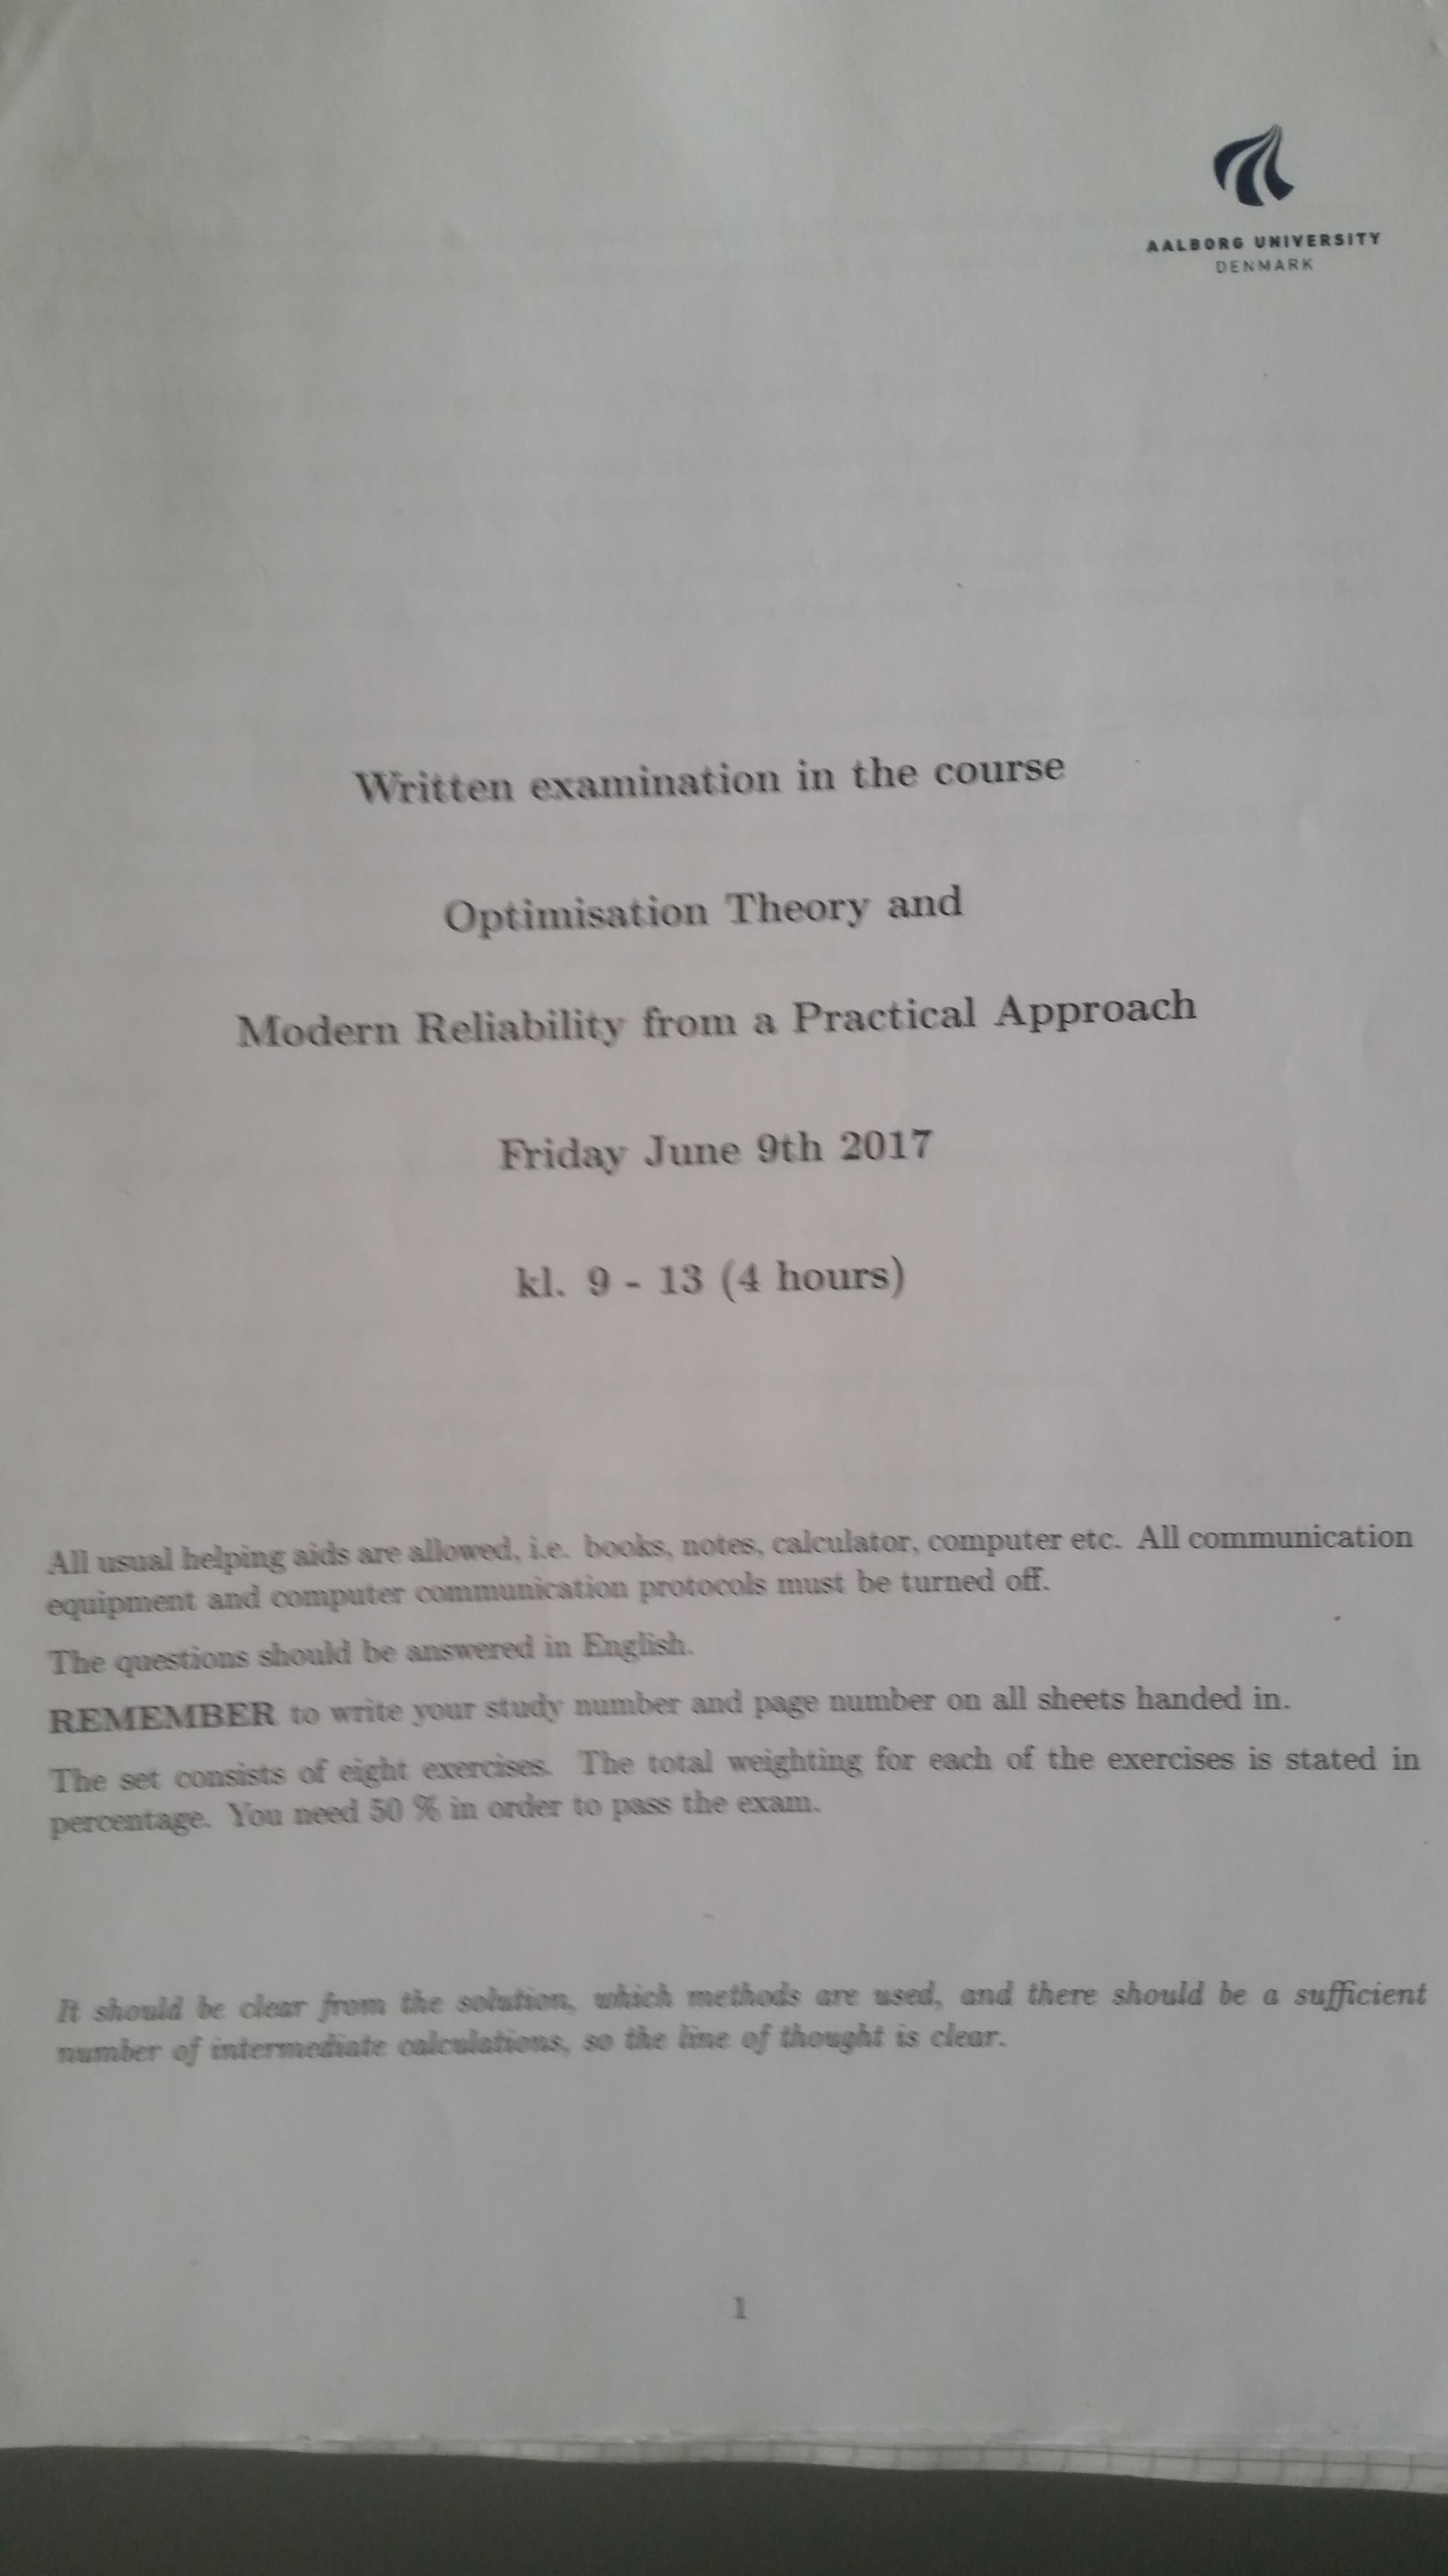 AALBORG UNIVERSITY
DENMARK
Written examination in the course
Optimisation Theory and
Modern Reliability from a Practical Approach
Friday June 9th 2017
kl. 9 - 13 (4 hours)
All usual helping aids are allowed, i.e. books, notes, calculator, computer etc. All communication
equipment and computer communication protocols must be turned off.
The questions should be answered in English.
REMEMBER to write your study number and page number on all sheets handed in.
The set consists of eight exercises. The total weighting for each of the exercises is stated in
percentage. You need 50 % in order to pass the exam.
It should be clear from the solution, which methods are used, and there should be a sufficient
number of intermediate calculations, so the line of thought is clear.
1